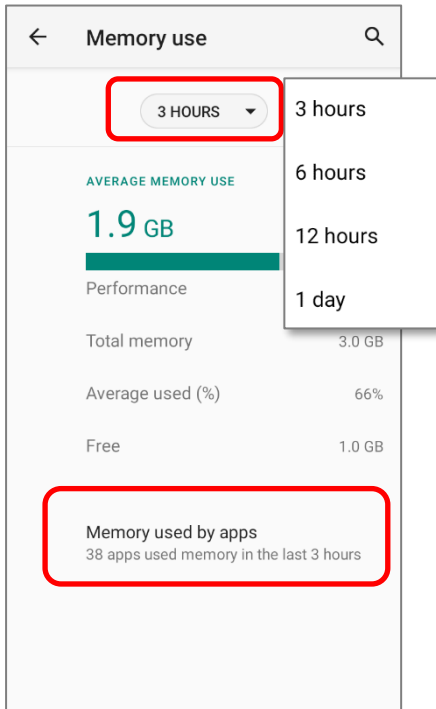 Memory use
3 HOURS
3 hours
6 hours
12 hours
1 day
AVERAGE MEMORY USE
1.9 GB
Performance
Total memory 3.0 GB
Average used (%) 66%
Free 1.0 GB
Memory used by apps
38 apps used memory in the last 3 hours